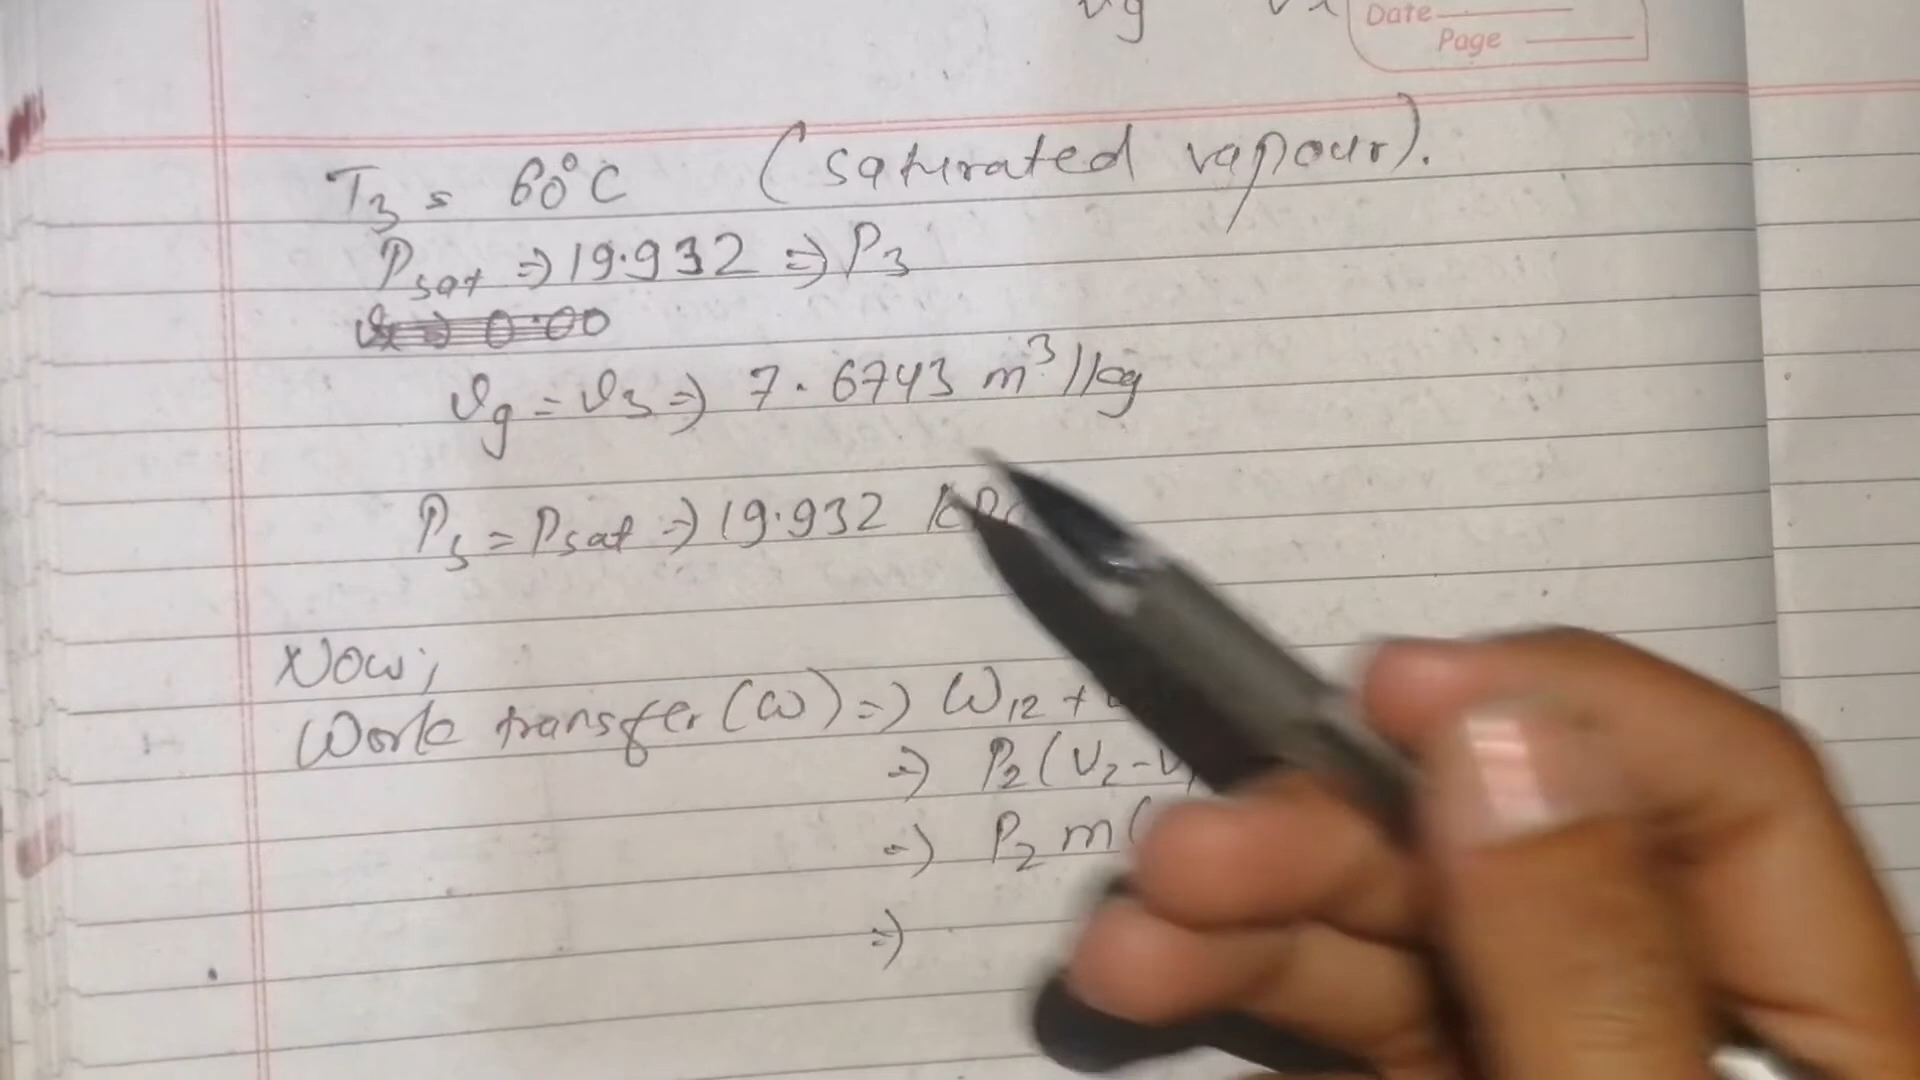 Date
Page
T3 = 60°C (saturated vapour).
Psat => 19.932 => P3
vg = v3 => 7.6743 m³/kg
P3 = Psat => 19.932 kPa
Now;
Work transfer (W) => W12 +
=> P2 (V2 - V
=> P2 m (
=>